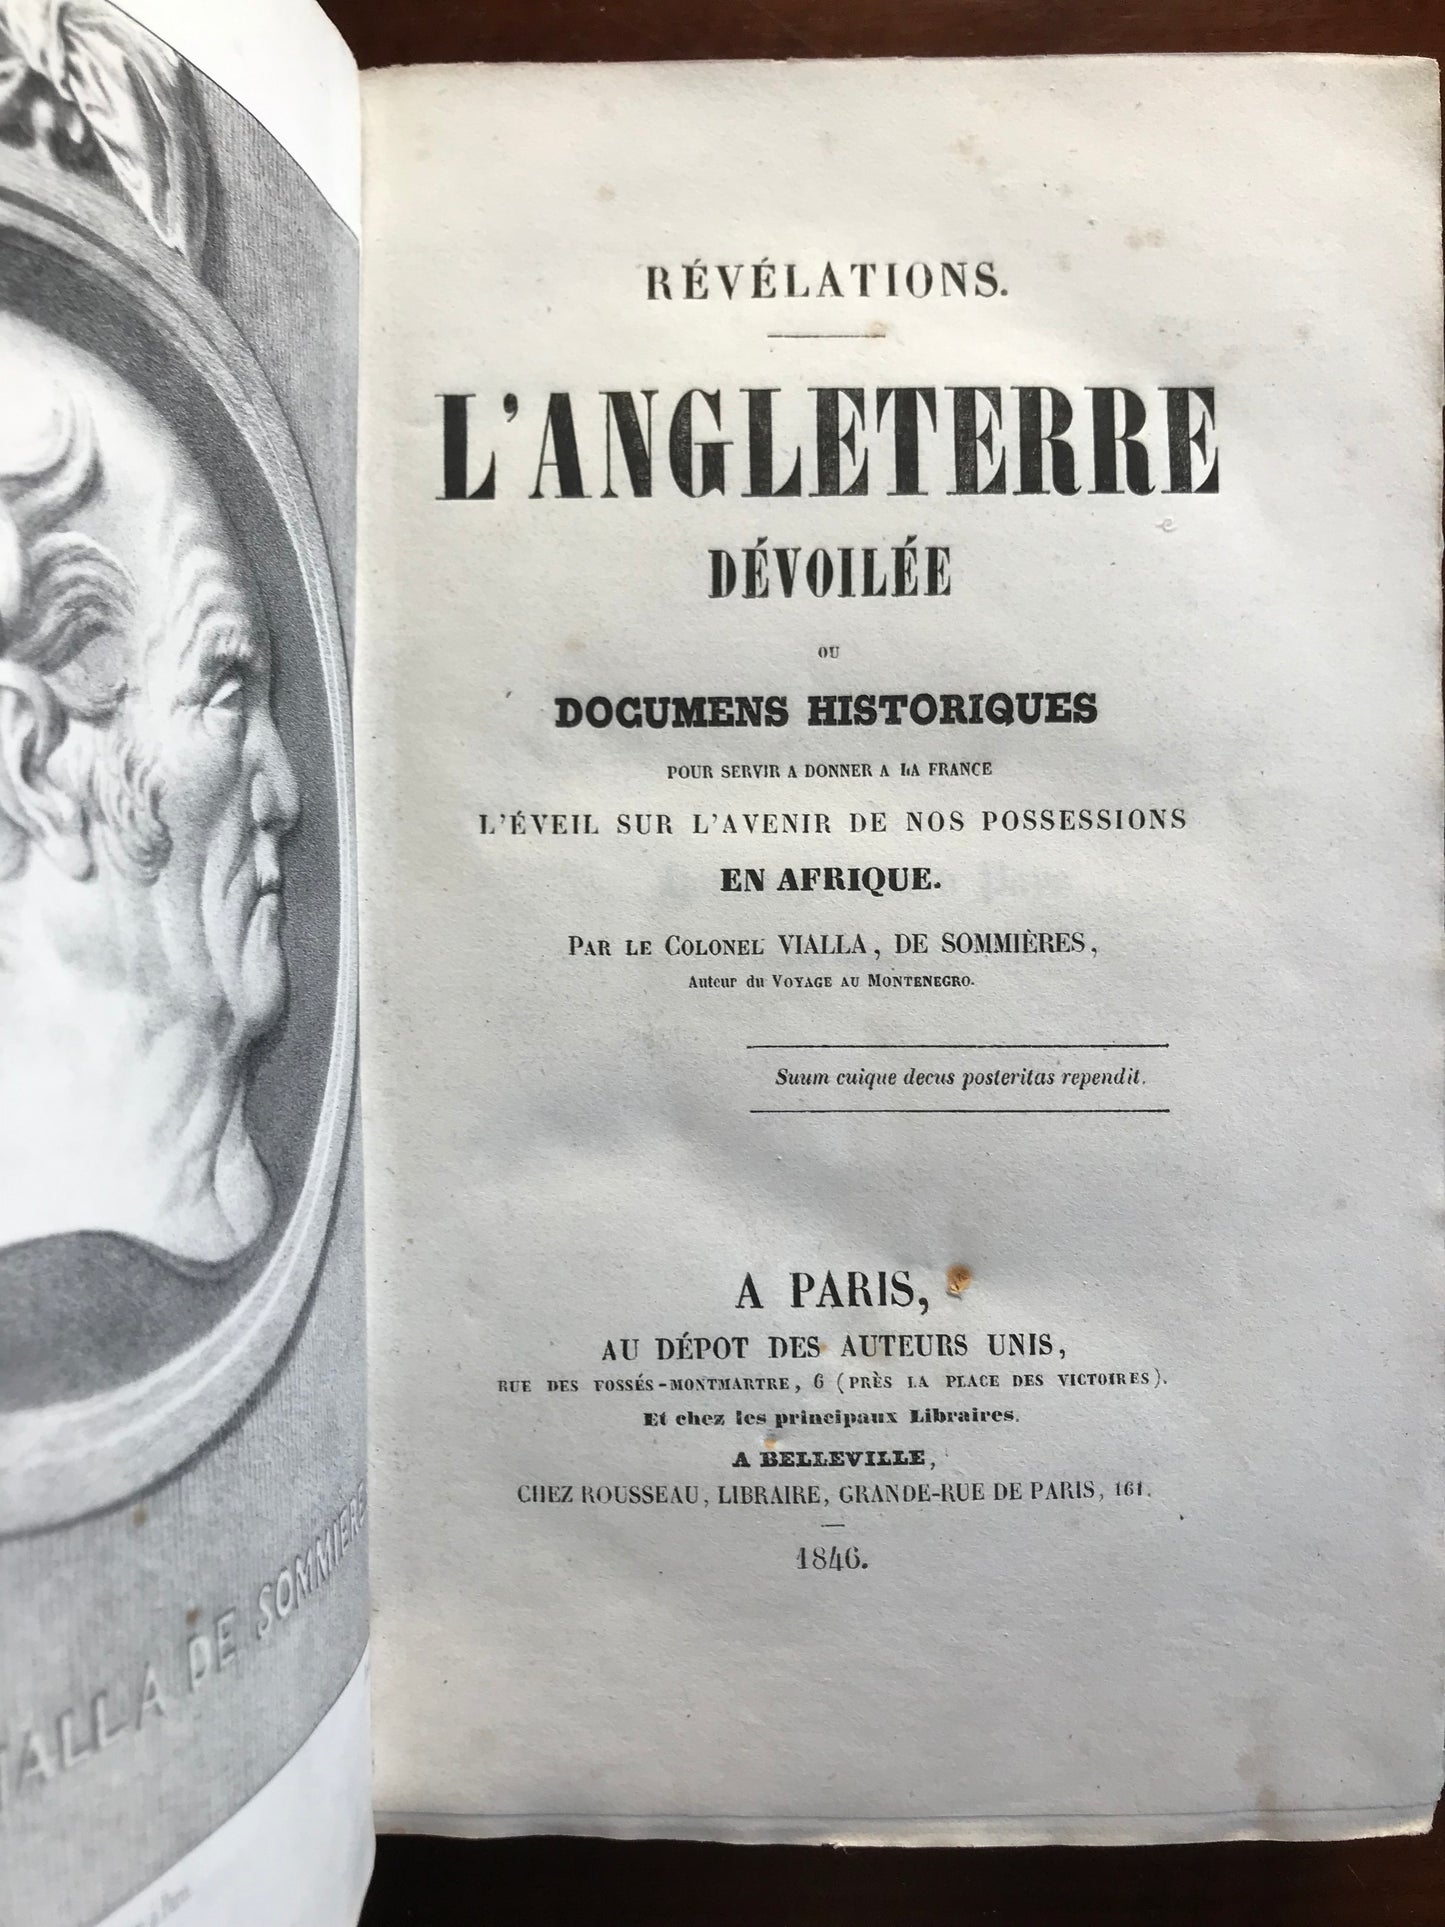 RÉVÉLATIONS.
L'ANGLETERRE
DÉVOILÉE
OU
DOCUMENS HISTORIQUES
POUR SERVIR A DONNER A LA FRANCE
L'ÉVEIL SUR L'AVENIR DE NOS POSSESSIONS
EN AFRIQUE.
PAR LE COLONEL VIALLA, DE SOMMIÈRES,
Auteur du VOYAGE AU MONTENEGRO.
Suum cuique decus posteritas rependit.
A PARIS,
AU DÉPOT DES AUTEURS UNIS,
RUE DES FOSSÉS-MONTMARTRE, 6 (PRÈS LA PLACE DES VICTOIRES).
Et chez les principaux Libraires.
A BELLEVILLE,
CHEZ ROUSSEAU, LIBRAIRE, GRANDE-RUE DE PARIS, 161.
1846.
IALLA DE SOMMIERE